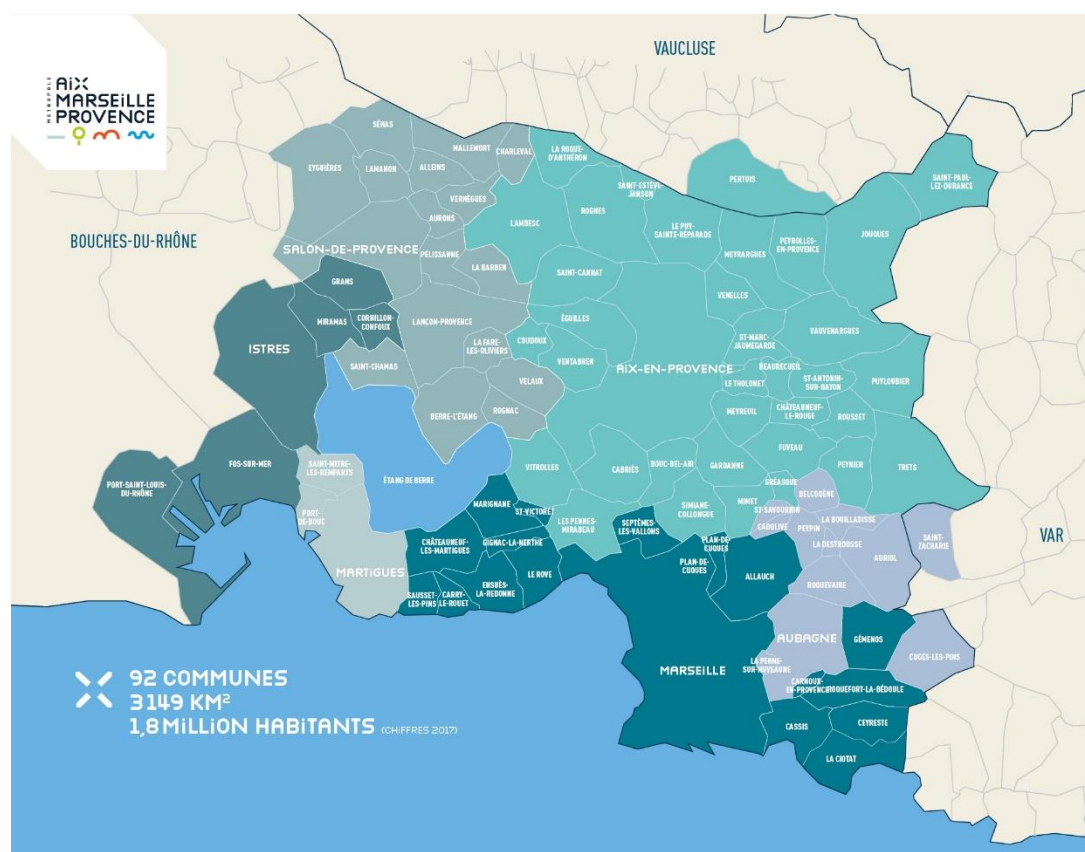 MÉTROPOLE
AIX
MARSEILLE
PROVENCE
VAUCLUSE
BOUCHES-DU-RHÔNE
VAR
SÉNAS
MALLEMORT
CHARLEVAL
EYGUIÈRES
LAMANON
ALLEINS
VERNÈGUES
AURONS
SALON-DE-PROVENCE
PÉLISSANNE
LA BARBEN
GRANS
MIRAMAS
CORNILLON-
CONFOUX
LANÇON-PROVENCE
LA FARE-
LES-OLIVIERS
ISTRES
SAINT-CHAMAS
VELAUX
BERRE-L'ÉTANG
ROGNAC
LA ROQUE-
D'ANTHÉRON
SAINT-ESTÈVE-
JANSON
PERTUIS
SAINT-PAUL-
LEZ-DURANCE
LAMBESC
ROGNES
LE PUY-
SAINTE-RÉPARADE
MEYRARGUES
PEYROLLES-
EN-PROVENCE
JOUQUES
SAINT-CANNAT
VENELLES
ÉGUILLES
COUDOUX
VENTABREN
AIX-EN-PROVENCE
ST-MARC-
JAUMEGARDE
VAUVENARGUES
BEAURECUEIL
LE THOLONET
ST-ANTONIN-
SUR-BAYON
PUYLOUBIER
MEYREUIL
CHÂTEAUNEUF-
LE-ROUGE
ROUSSET
FUVEAU
VITROLLES
CABRIÈS
BOUC-BEL-AIR
GARDANNE
PEYNIER
TRETS
GRÉASQUE
BELCODÈNE
SIMIANE-
COLLONGUE
MIMET
ST-SAVOURNIN
CADOLIVE
PEYPIN
LA BOUILLADISSE
LA DESTROUSSE
AURIOL
SAINT-
ZACHARIE
FOS-SUR-MER
PORT-SAINT-LOUIS-
DU-RHÔNE
SAINT-MITRE-
LES-REMPARTS
ÉTANG DE BERRE
PORT-
DE-BOUC
MARTIGUES
MARIGNANE
ST-VICTORET
LES PENNES-
MIRABEAU
SEPTÈMES-
LES-VALLONS
CHÂTEAUNEUF-
LES-MARTIGUES
GIGNAC-LA-NERTHE
LE ROVE
ENSUÈS-
LA-REDONNE
SAUSSET-
LES-PINS
CARRY-
LE-ROUET
PLAN-DE-
CUQUES
PLAN-DE-
CUQUES
ALLAUCH
ROQUEVAIRE
AUBAGNE
GÉMENOS
CUGES-LES-PINS
MARSEILLE
LA PENNE-
SUR-HUVEAUNE
CARNOUX-
EN-PROVENCE
ROQUEFORT-LA-BÉDOULE
CASSIS
CEYRESTE
LA CIOTAT
92 COMMUNES
3149 KM²
1,8 MILLION HABITANTS (CHIFFRES 2017)